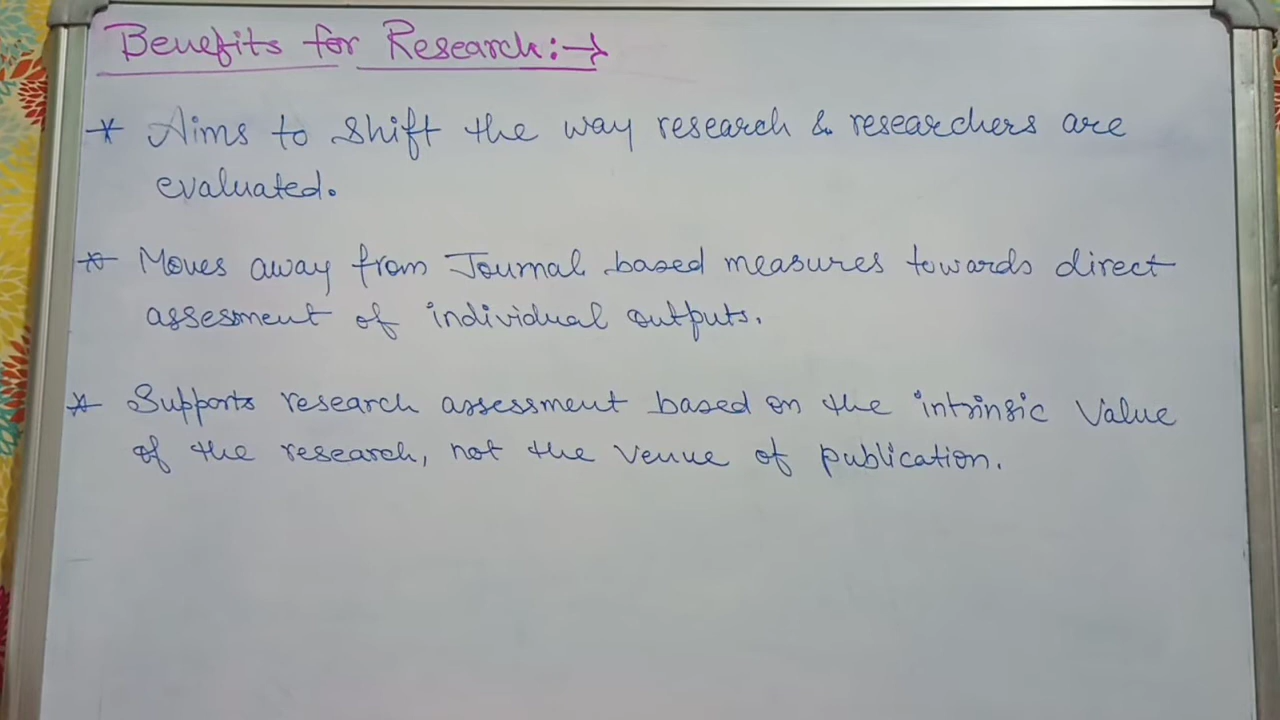 Benefits for Research:→
* Aims to shift the way research & researchers are
evaluated.
* Moves away from Journal based measures towards direct
assesment of individual outputs.
* Supports research assessment based on the intrinsic value
of the research, not the venue of publication.